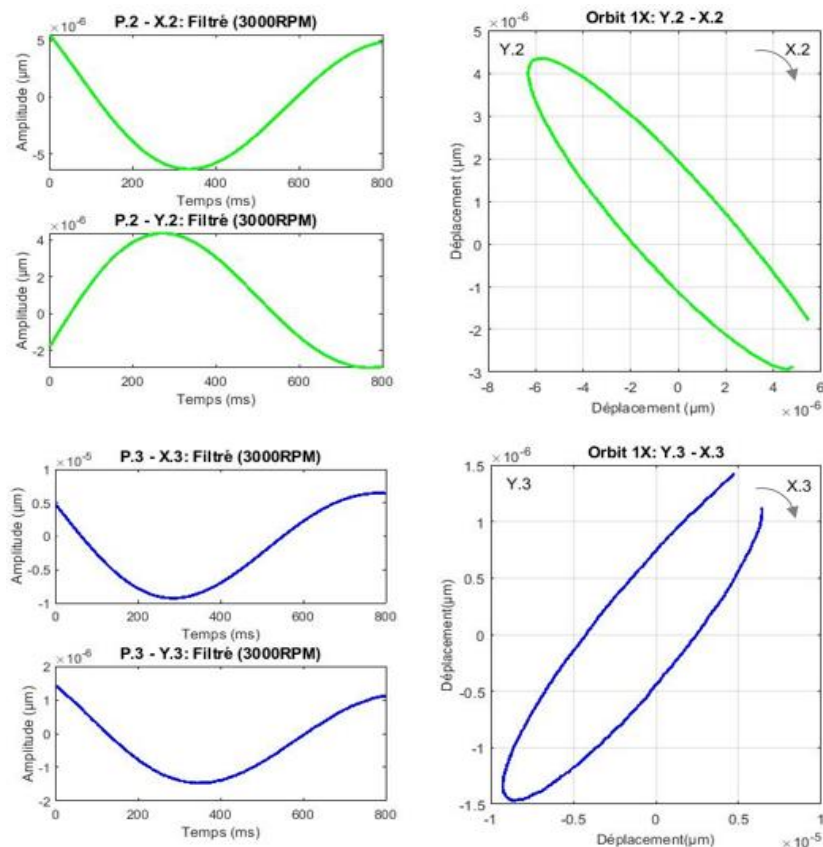 P.2 - X.2: Filtré (3000RPM)
×10⁻⁶
5
0
-5
Amplitude (µm)
0 200 400 600 800
Temps (ms)
P.2 - Y.2: Filtré (3000RPM)
×10⁻⁶
4
2
0
-2
Amplitude (µm)
0 200 400 600 800
Temps (ms)
Orbit 1X: Y.2 - X.2
Y.2 X.2
5
4
3
2
1
0
-1
-2
-3
Déplacement (µm)
-8 -6 -4 -2 0 2 4 6
Déplacement (µm) ×10⁻⁶
P.3 - X.3: Filtré (3000RPM)
×10⁻⁵
1
0.5
0
-0.5
-1
Amplitude (µm)
0 200 400 600 800
Temps (ms)
P.3 - Y.3: Filtré (3000RPM)
×10⁻⁶
2
1
0
-1
-2
Amplitude (µm)
0 200 400 600 800
Temps (ms)
×10⁻⁶
Orbit 1X: Y.3 - X.3
Y.3 X.3
1.5
1
0.5
0
-0.5
-1
-1.5
Déplacement(µm)
-1 -0.5 0 0.5 1
Déplacement(µm) ×10⁻⁵